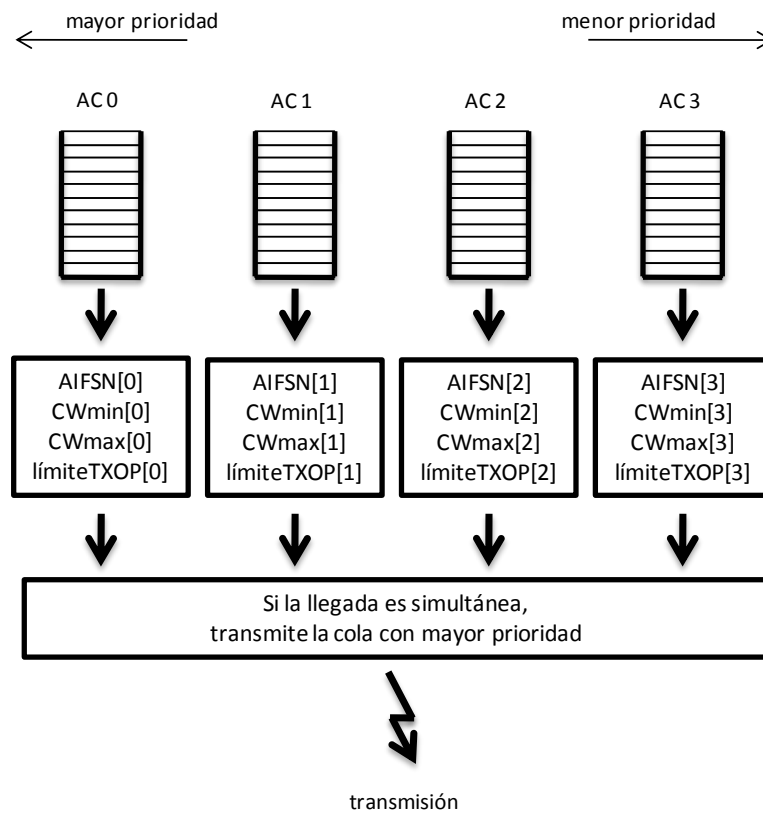 mayor prioridad
menor prioridad
AC 0
AC 1
AC 2
AC 3
AIFSN[0]
CWmin[0]
CWmax[0]
límiteTXOP[0]
AIFSN[1]
CWmin[1]
CWmax[1]
límiteTXOP[1]
AIFSN[2]
CWmin[2]
CWmax[2]
límiteTXOP[2]
AIFSN[3]
CWmin[3]
CWmax[3]
límiteTXOP[3]
Si la llegada es simultánea,
transmite la cola con mayor prioridad
transmisión